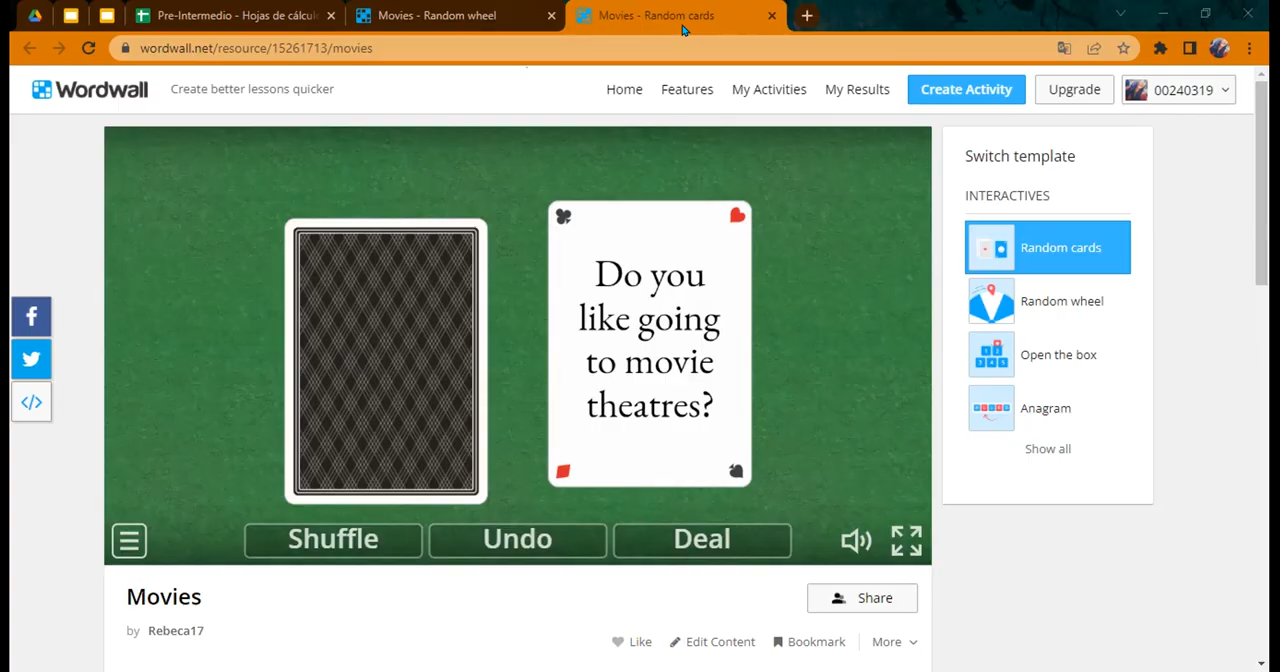 Pre-Intermedio - Hojas de cálcul
Movies - Random wheel
Movies - Random cards
wordwall.net/resource/15261713/movies
Wordwall
Create better lessons quicker
Home
Features
My Activities
My Results
Create Activity
Upgrade
00240319
Do you
like going
to movie
theatres?
Shuffle
Undo
Deal
Switch template
INTERACTIVES
Random cards
Random wheel
Open the box
Anagram
Show all
Movies
Share
by Rebeca17
Like
Edit Content
Bookmark
More